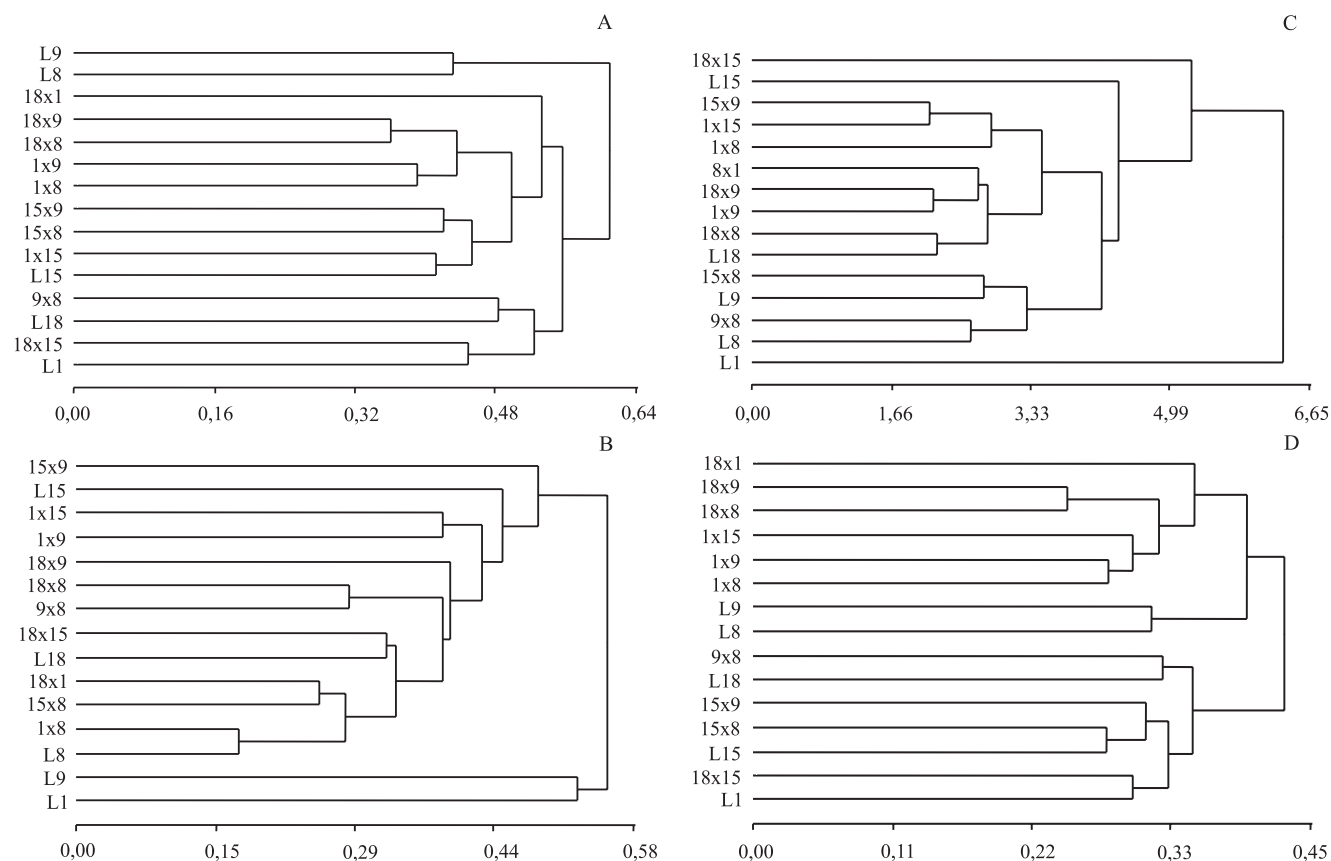 A
L9
L8
18x1
18x9
18x8
1x9
1x8
15x9
15x8
1x15
L15
9x8
L18
18x15
L1
0,00 0,16 0,32 0,48 0,64
C
18x15
L15
15x9
1x15
1x8
8x1
18x9
1x9
18x8
L18
15x8
L9
9x8
L8
L1
0,00 1,66 3,33 4,99 6,65
B
15x9
L15
1x15
1x9
18x9
18x8
9x8
18x15
L18
18x1
15x8
1x8
L8
L9
L1
0,00 0,15 0,29 0,44 0,58
D
18x1
18x9
18x8
1x15
1x9
1x8
L9
L8
9x8
L18
15x9
15x8
L15
18x15
L1
0,00 0,11 0,22 0,33 0,45